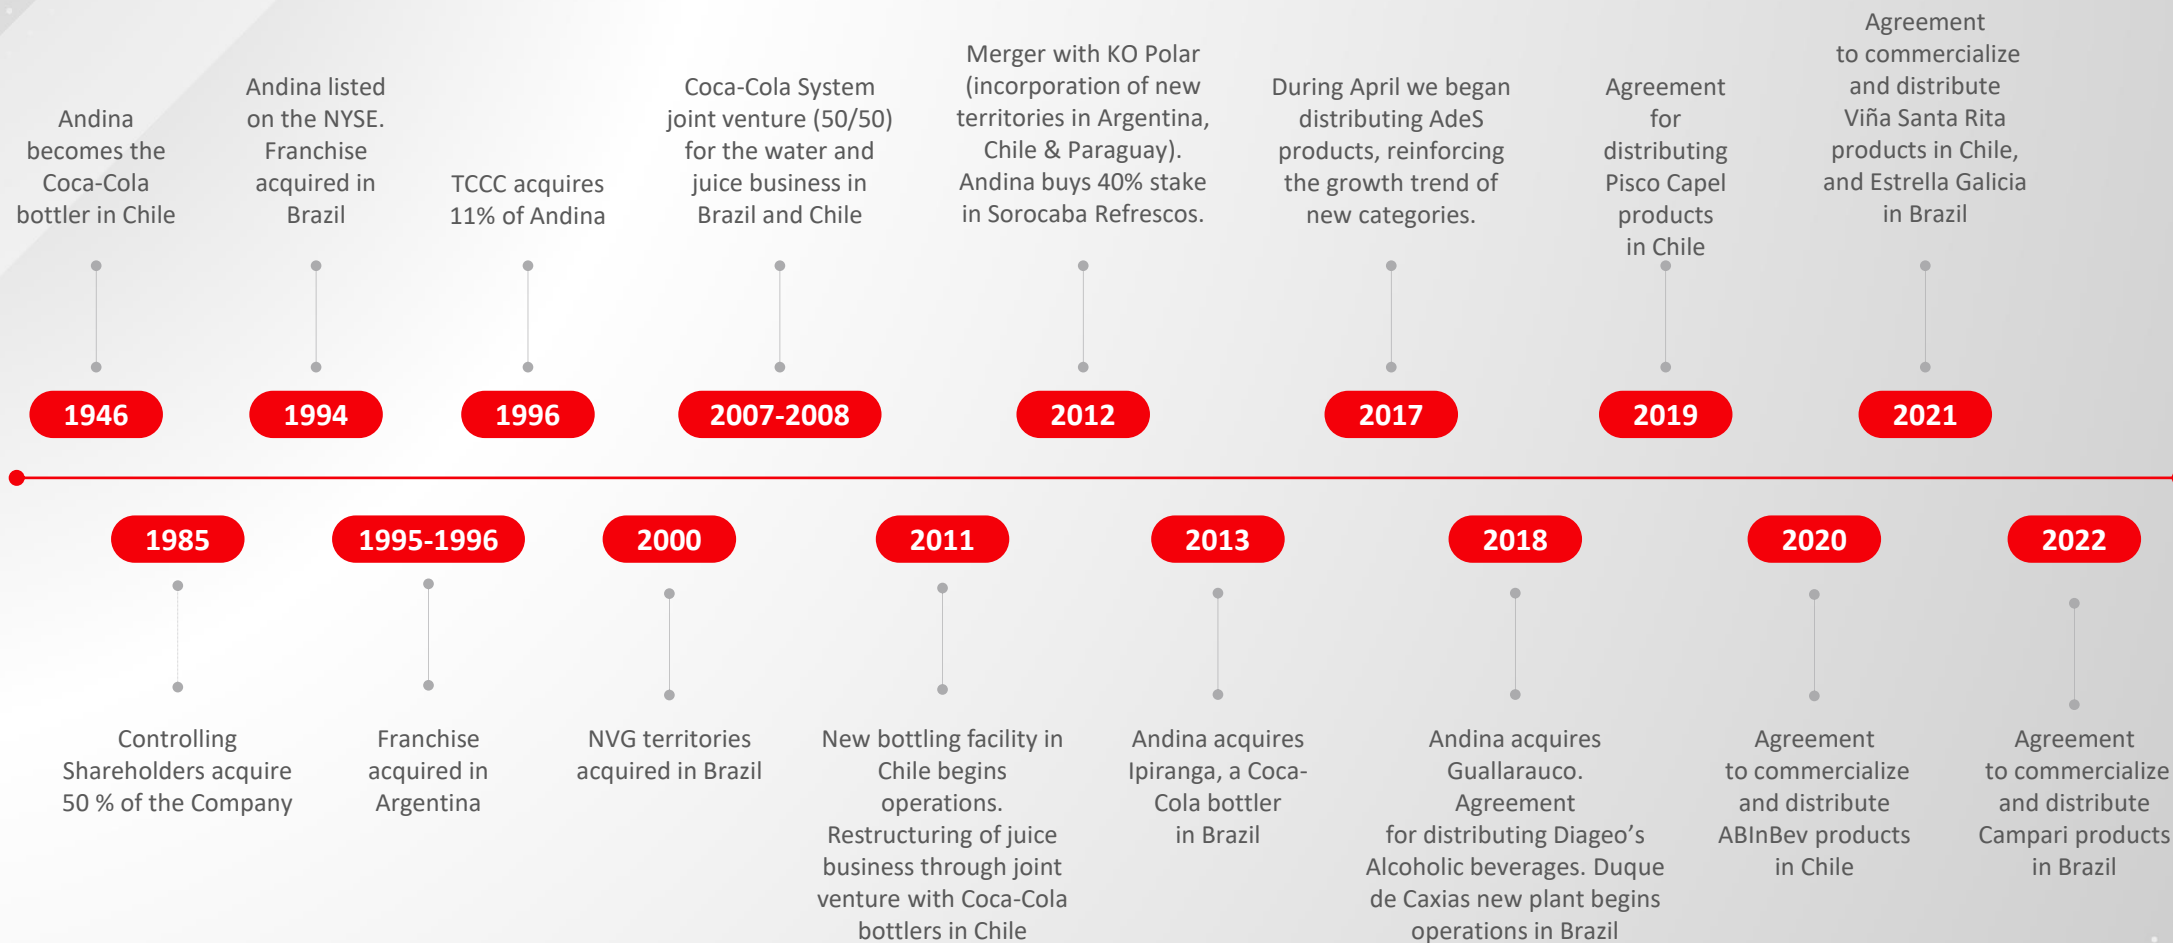 Andina
becomes the
Coca-Cola
bottler in Chile
1946
Andina listed
on the NYSE.
Franchise
acquired in
Brazil
1994
TCCC acquires
11% of Andina
1996
Coca-Cola System
joint venture (50/50)
for the water and
juice business in
Brazil and Chile
2007-2008
Merger with KO Polar
(incorporation of new
territories in Argentina,
Chile & Paraguay).
Andina buys 40% stake
in Sorocaba Refrescos.
2012
During April we began
distributing AdeS
products, reinforcing
the growth trend of
new categories.
2017
Agreement
for
distributing
Pisco Capel
products
in Chile
2019
Agreement
to commercialize
and distribute
Viña Santa Rita
products in Chile,
and Estrella Galicia
in Brazil
2021
1985
Controlling
Shareholders acquire
50 % of the Company
1995-1996
Franchise
acquired in
Argentina
2000
NVG territories
acquired in Brazil
2011
New bottling facility in
Chile begins
operations.
Restructuring of juice
business through joint
venture with Coca-Cola
bottlers in Chile
2013
Andina acquires
Ipiranga, a Coca-
Cola bottler
in Brazil
2018
Andina acquires
Guallarauco.
Agreement
for distributing Diageo’s
Alcoholic beverages. Duque
de Caxias new plant begins
operations in Brazil
2020
Agreement
to commercialize
and distribute
ABInBev products
in Chile
2022
Agreement
to commercialize
and distribute
Campari products
in Brazil